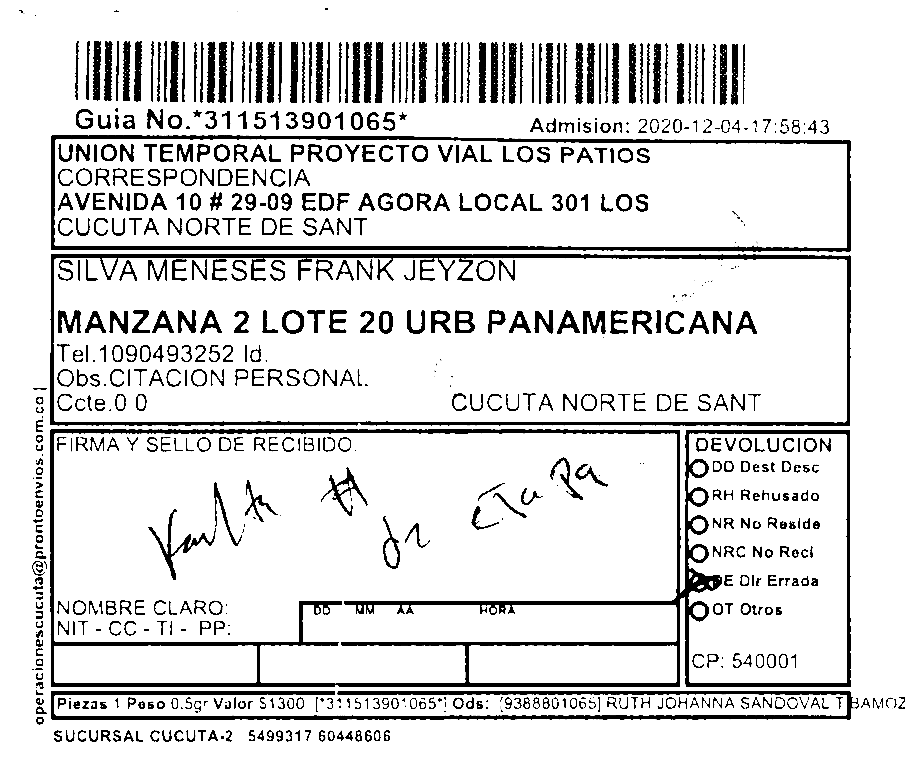 Guia No.*311513901065*
Admision: 2020-12-04-17:58:43
UNION TEMPORAL PROYECTO VIAL LOS PATIOS
CORRESPONDENCIA
AVENIDA 10 # 29-09 EDF AGORA LOCAL 301 LOS
CUCUTA NORTE DE SANT
SILVA MENESES FRANK JEYZON
MANZANA 2 LOTE 20 URB PANAMERICANA
Tel.1090493252 Id.
Obs.CITACION PERSONAL
Ccte.0 0
CUCUTA NORTE DE SANT
FIRMA Y SELLO DE RECIBIDO
Falta # de etapa
NOMBRE CLARO:
NIT - CC - TI - PP:
DD MM AA HORA
DEVOLUCION
DD Dest Desc
RH Rehusado
NR No Reside
NRC No Reci
DE Dir Errada
OT Otros
CP: 540001
Piezas 1 Peso 0.5gr Valor $1300 [*311513901065*] Ods: [9388801065] RUTH JOHANNA SANDOVAL T BAMOZ
SUCURSAL CUCUTA-2 5499317 60448606
operacionescucuta@prontoenvios.com.co